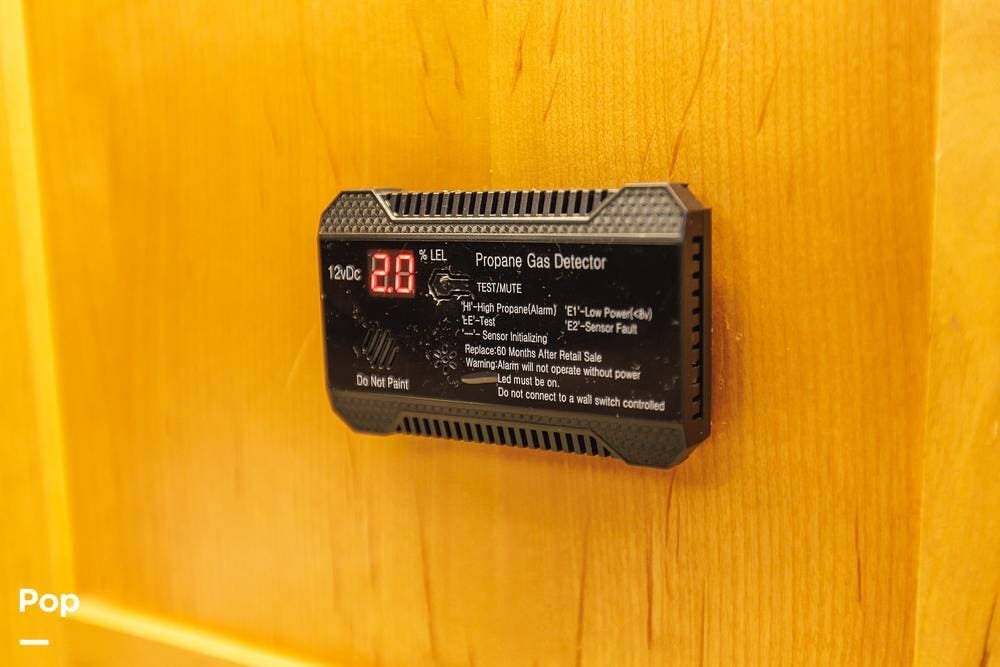 12vDc
2.0
% LEL
Propane Gas Detector
TEST/MUTE
'HI'-High Propane(Alarm) 'E1'-Low Power(<8v)
'EE'-Test 'E2'-Sensor Fault
'---'- Sensor Initializing
Replace:60 Months After Retail Sale
Warning:Alarm will not operate without power
Led must be on.
Do not connect to a wall switch controlled
Do Not Paint
Pop